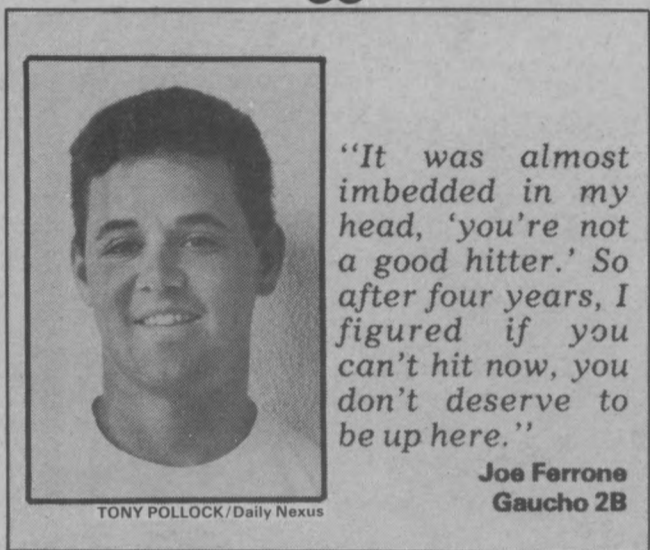 "It was almost
imbedded in my
head, 'you're not
a good hitter.' So
after four years, I
figured if you
can't hit now, you
don't deserve to
be up here."
Joe Ferrone
Gaucho 2B
TONY POLLOCK/Daily Nexus